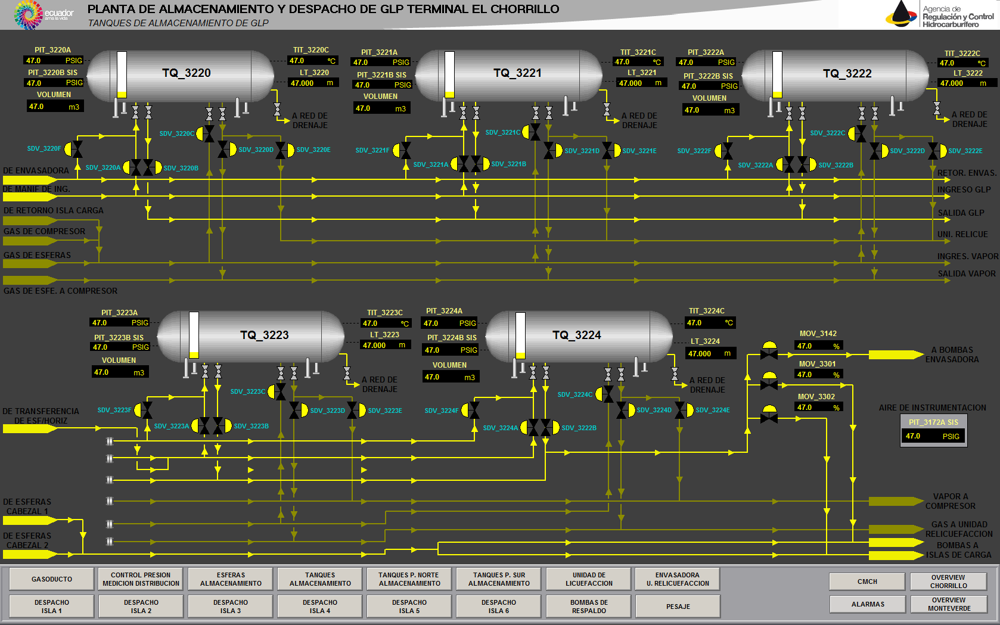 ecuador
ama la vida
PLANTA DE ALMACENAMIENTO Y DESPACHO DE GLP TERMINAL EL CHORRILLO
TANQUES DE ALMACENAMIENTO DE GLP
Agencia de
Regulación y Control
Hidrocarburífero
PIT_3220A
47.0 PSIG
PIT_3220B SIS
47.0 PSIG
VOLUMEN
47.0 m3
TQ_3220
TIT_3220C
47.0 ºC
LT_3220
47.000 m
A RED DE
DRENAJE
PIT_3221A
47.0 PSIG
PIT_3221B SIS
47.0 PSIG
VOLUMEN
47.0 m3
TQ_3221
TIT_3221C
47.0 ºC
LT_3221
47.000 m
A RED DE
DRENAJE
PIT_3222A
47.0 PSIG
PIT_3222B SIS
47.0 PSIG
VOLUMEN
47.0 m3
TQ_3222
TIT_3222C
47.0 ºC
LT_3222
47.000 m
A RED DE
DRENAJE
SDV_3220F
SDV_3220A
SDV_3220B
SDV_3220C
SDV_3220D
SDV_3220E
SDV_3221F
SDV_3221A
SDV_3221B
SDV_3221C
SDV_3221D
SDV_3221E
SDV_3222F
SDV_3222A
SDV_3222B
SDV_3222C
SDV_3222D
SDV_3222E
DE ENVASADORA
DE MANIF DE ING.
DE RETORNO ISLA CARGA
GAS DE COMPRESOR
GAS DE ESFERAS
GAS DE ESFE. A COMPRESOR
RETOR. ENVAS.
INGRESO GLP
SALIDA GLP
UNI. RELICUE
INGRES. VAPOR
SALIDA VAPOR
PIT_3223A
47.0 PSIG
PIT_3223B SIS
47.0 PSIG
VOLUMEN
47.0 m3
TQ_3223
TIT_3223C
47.0 ºC
LT_3223
47.000 m
A RED DE
DRENAJE
PIT_3224A
47.0 PSIG
PIT_3224B SIS
47.0 PSIG
VOLUMEN
47.0 m3
TQ_3224
TIT_3224C
47.0 ºC
LT_3224
47.000 m
A RED DE
DRENAJE
MOV_3142
47.0 %
MOV_3301
47.0 %
MOV_3302
47.0 %
A BOMBAS
ENVASADORA
AIRE DE INSTRUMENTACION
PIT_3172A SIS
47.0 PSIG
SDV_3223F
SDV_3223A
SDV_3223B
SDV_3223C
SDV_3223D
SDV_3223E
SDV_3224F
SDV_3224A
SDV_3222B
SDV_3224C
SDV_3224D
SDV_3224E
DE TRANSFERENCIA
DE ESF/HORIZ
DE ESFERAS
CABEZAL 1
DE ESFERAS
CABEZAL 2
VAPOR A
COMPRESOR
GAS A UNIDAD
RELICUEFACCION
BOMBAS A
ISLAS DE CARGA
GASODUCTO
CONTROL PRESION
MEDICION DISTRIBUCION
ESFERAS
ALMACENAMIENTO
TANQUES
ALMACENAMIENTO
TANQUES P. NORTE
ALMACENAMIENTO
TANQUES P. SUR
ALMACENAMIENTO
UNIDAD DE
LICUEFACCION
ENVASADORA
U. RELICUEFACCION
CMCH
OVERVIEW
CHORRILLO
DESPACHO
ISLA 1
DESPACHO
ISLA 2
DESPACHO
ISLA 3
DESPACHO
ISLA 4
DESPACHO
ISLA 5
DESPACHO
ISLA 6
BOMBAS DE
RESPALDO
PESAJE
ALARMAS
OVERVIEW
MONTEVERDE